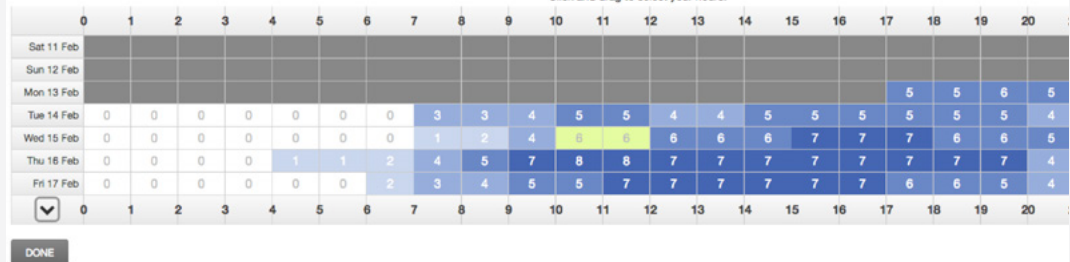 Click and drag to select your hours.
0 1 2 3 4 5 6 7 8 9 10 11 12 13 14 15 16 17 18 19 20
Sat 11 Feb
Sun 12 Feb
Mon 13 Feb 5 5 6 5
Tue 14 Feb 0 0 0 0 0 0 0 3 3 4 5 5 4 4 5 5 5 5 5 5 4
Wed 15 Feb 0 0 0 0 0 0 0 1 2 4 6 6 6 6 6 7 7 7 6 6 5
Thu 16 Feb 0 0 0 0 1 1 2 4 5 7 8 8 7 7 7 7 7 7 7 7 4
Fri 17 Feb 0 0 0 0 0 0 2 3 4 5 5 7 7 7 7 7 7 6 6 5 4
0 1 2 3 4 5 6 7 8 9 10 11 12 13 14 15 16 17 18 19 20
DONE